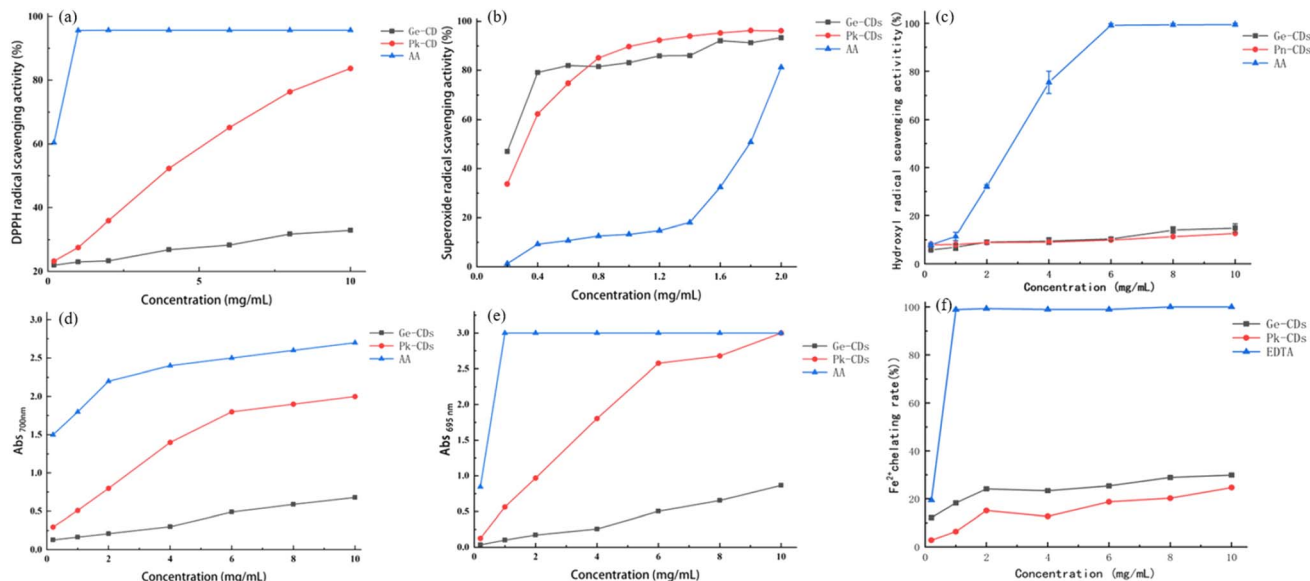 (a)
DPPH radical scavenging activity (%)
100
80
60
40
20
5
10
Concentration (mg/mL)
Ge-CD
Pk-CD
AA
(b)
Superoxide radical scavenging activity (%)
100
80
60
40
20
0
0.0 0.4 0.8 1.2 1.6 2.0
Concentration (mg/mL)
Ge-CDs
Pk-CDs
AA
(c)
Hydroxyl radical scavenging activitity(%)
100
80
60
40
20
0
0 2 4 6 8 10
Concentration (mg/mL)
Ge-CDs
Pn-CDs
AA
(d)
Abs 700nm
2.5
2.0
1.5
1.0
0.5
0.0
2 4 6 8 10
Concentration (mg/mL)
Ge-CDs
Pk-CDs
AA
(e)
Abs 695 nm
3.0
2.5
2.0
1.5
1.0
0.5
0.0
2 4 6 8 10
Concentration (mg/mL)
Ge-CDs
Pk-CDs
AA
(f)
Fe2+chelating rate(%)
100
80
60
40
20
0
0 2 4 6 8 10
Concentration (mg/mL)
Ge-CDs
Pk-CDs
EDTA